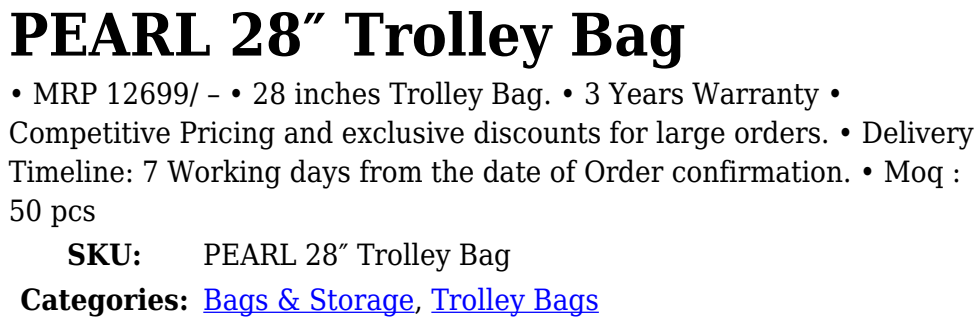 PEARL 28″ Trolley Bag
• MRP 12699/ – • 28 inches Trolley Bag. • 3 Years Warranty •
Competitive Pricing and exclusive discounts for large orders. • Delivery
Timeline: 7 Working days from the date of Order confirmation. • Moq :
50 pcs
SKU: PEARL 28″ Trolley Bag
Categories: Bags & Storage, Trolley Bags